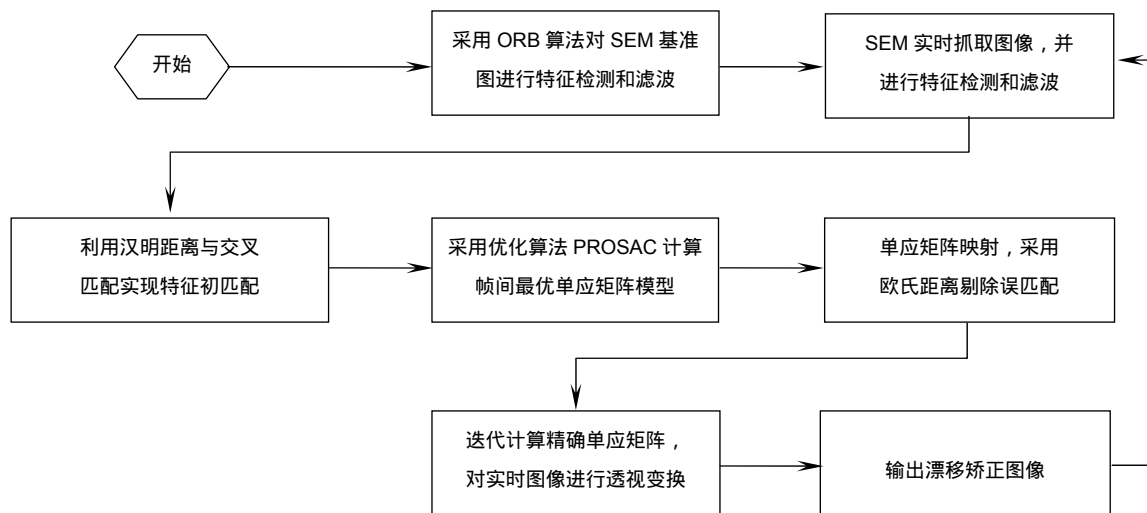 开始
采用 ORB 算法对 SEM 基准
图进行特征检测和滤波
SEM 实时抓取图像，并
进行特征检测和滤波
利用汉明距离与交叉
匹配实现特征初匹配
采用优化算法 PROSAC 计算
帧间最优单应矩阵模型
单应矩阵映射，采用
欧氏距离剔除误匹配
迭代计算精确单应矩阵，
对实时图像进行透视变换
输出漂移矫正图像